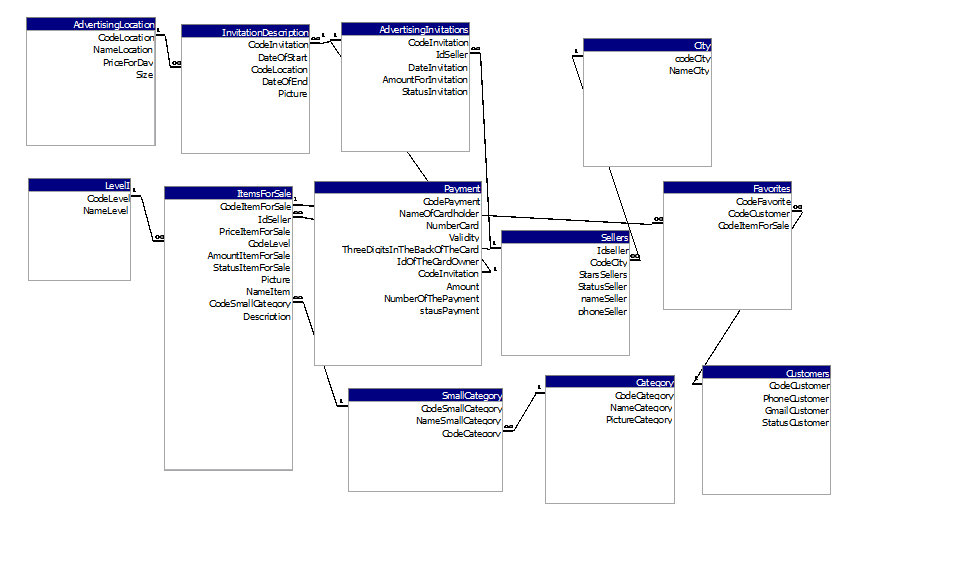 AdvertisingLocation
CodeLocation
NameLocation
PriceForDay
Size
InvitationDescription
CodeInvitation
DateOfStart
CodeLocation
DateOfEnd
Picture
AdvertisingInvitations
CodeInvitation
IdSeller
DateInvitation
AmountForInvitation
StatusInvitation
City
codeCity
NameCity
LevelI
CodeLevel
NameLevel
ItemsForSale
CodeItemForSale
IdSeller
PriceItemForSale
CodeLevel
AmountItemForSale
StatusItemForSale
Picture
NameItem
CodeSmallCategory
Description
Payment
CodePayment
NameOfCardholder
NumberCard
Validity
ThreeDigitsInTheBackOfTheCard
IdOfTheCardOwner
CodeInvitation
Amount
NumberOfThePayment
stausPayment
Sellers
Idseller
CodeCity
StarsSellers
StatusSeller
nameSeller
phoneSeller
Favorites
CodeFavorite
CodeCustomer
CodeItemForSale
SmallCategory
CodeSmallCategory
NameSmallCategory
CodeCategory
Category
CodeCategory
NameCategory
PictureCategory
Customers
CodeCustomer
PhoneCustomer
GmailCustomer
StatusCustomer